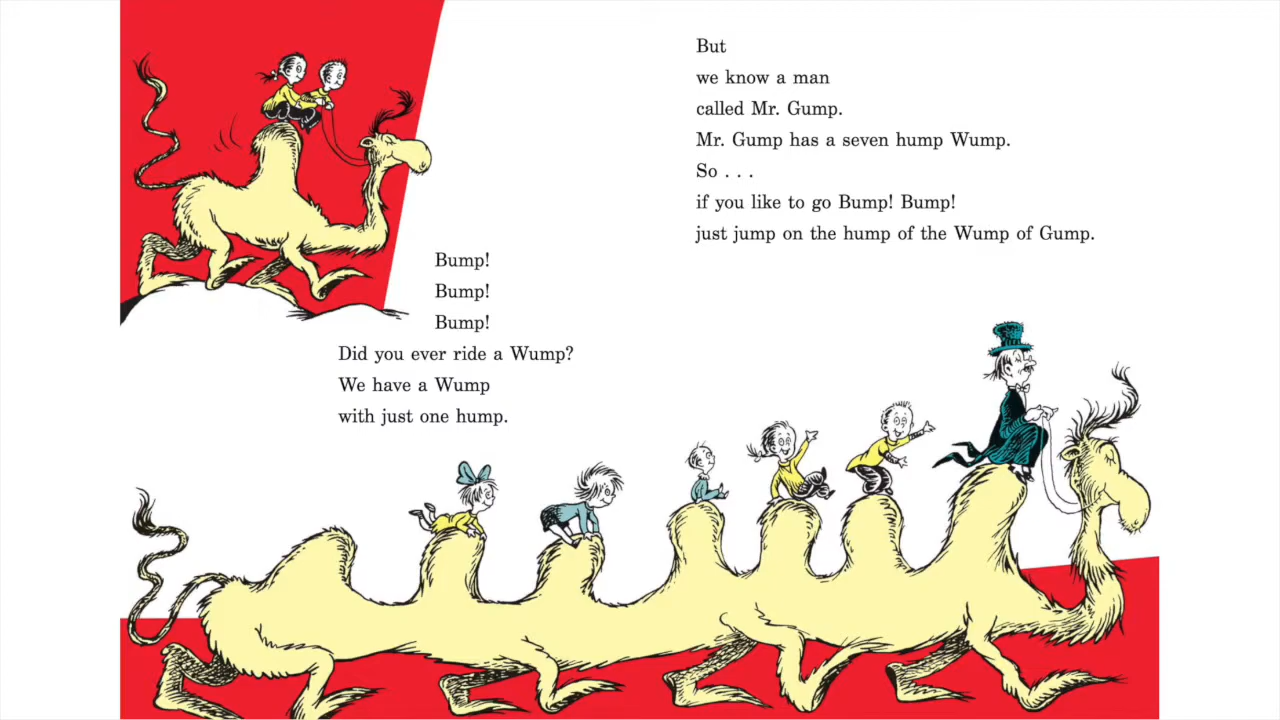 Bump!
Bump!
Bump!
Did you ever ride a Wump?
We have a Wump
with just one hump.
But
we know a man
called Mr. Gump.
Mr. Gump has a seven hump Wump.
So . . .
if you like to go Bump! Bump!
just jump on the hump of the Wump of Gump.